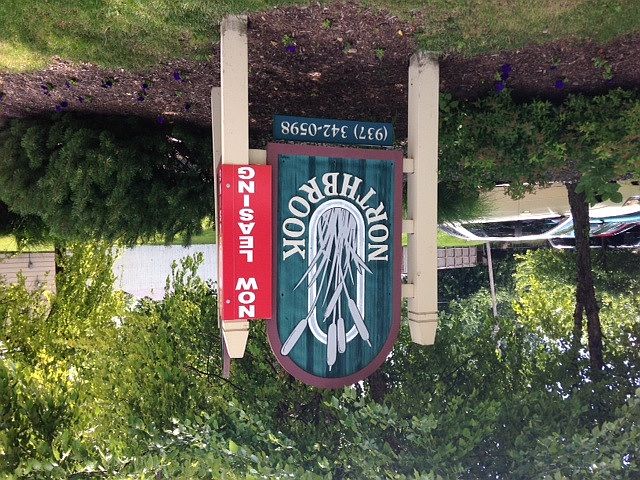 NOW LEASING
NORTHBROOK
(937) 342-0598